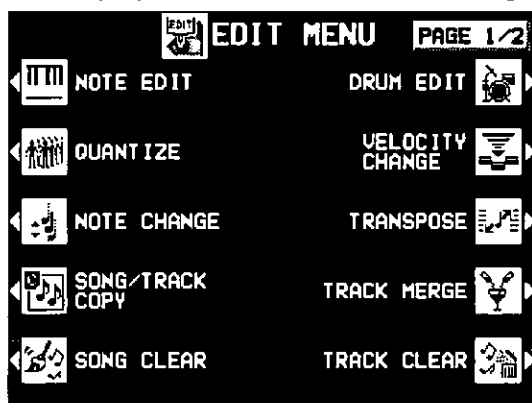 EDIT
EDIT MENU
PAGE 1/2
NOTE EDIT
DRUM EDIT
QUANTIZE
VELOCITY
CHANGE
NOTE CHANGE
TRANSPOSE
SONG/TRACK
COPY
TRACK MERGE
SONG CLEAR
TRACK CLEAR